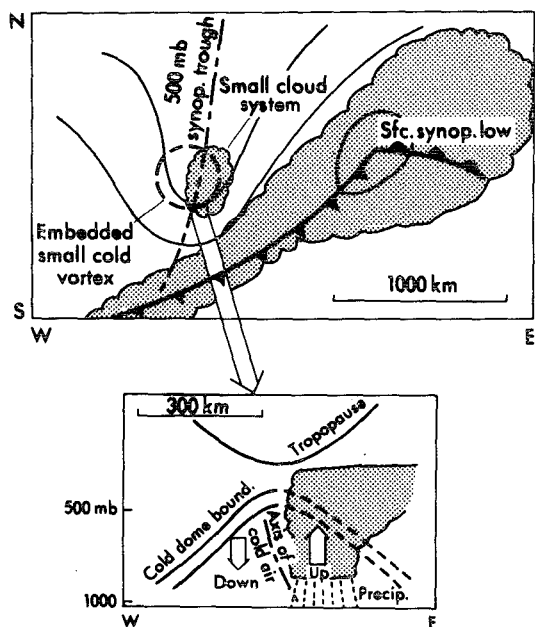 N
500 mb
synop. trough
Small cloud
system
Sfc. synop. low
Embedded
small cold
vortex
1000 km
S
W
E
300 km
Tropopause
500 mb
Cold dome bound.
Axis of
cold air
Down
Up
Precip.
1000
W
E